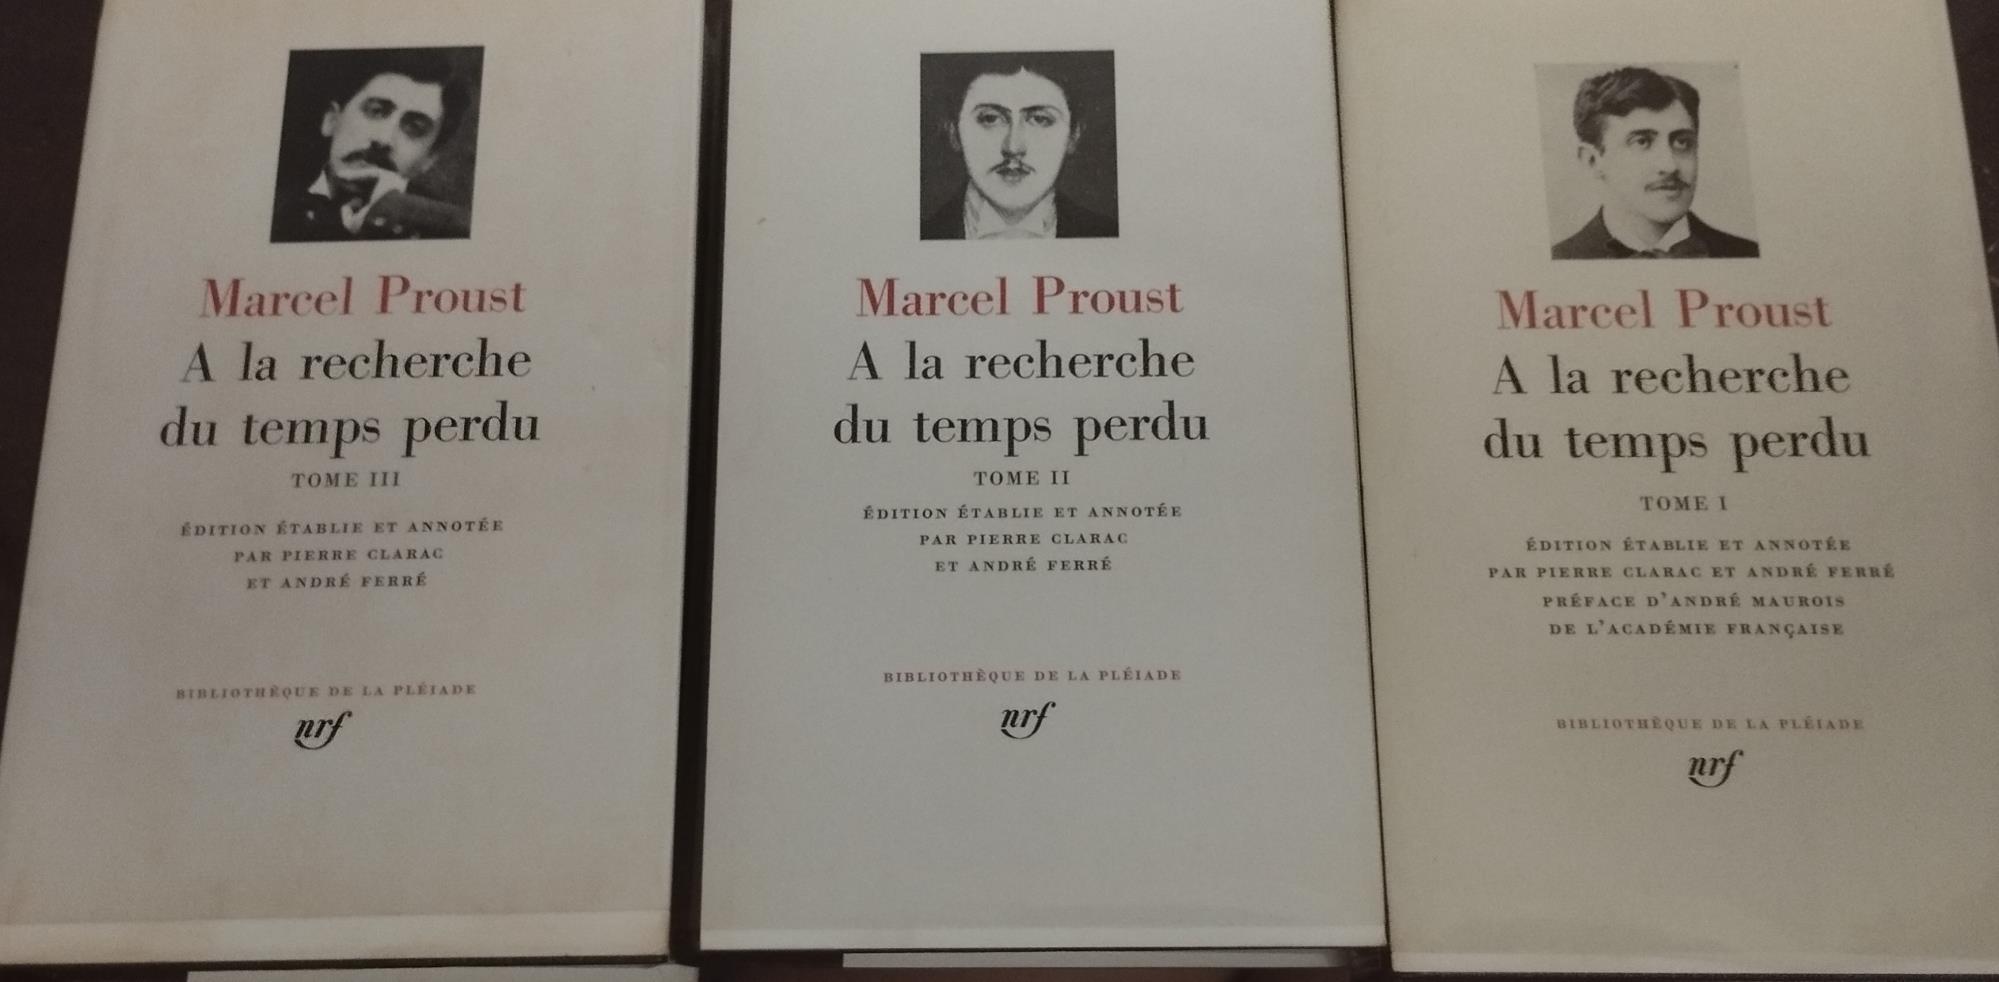 Marcel Proust
A la recherche
du temps perdu
TOME III
ÉDITION ÉTABLIE ET ANNOTÉE
PAR PIERRE CLARAC
ET ANDRÉ FERRÉ
BIBLIOTHÈQUE DE LA PLÉIADE
nrf
Marcel Proust
A la recherche
du temps perdu
TOME II
ÉDITION ÉTABLIE ET ANNOTÉE
PAR PIERRE CLARAC
ET ANDRÉ FERRÉ
BIBLIOTHÈQUE DE LA PLÉIADE
nrf
Marcel Proust
A la recherche
du temps perdu
TOME I
ÉDITION ÉTABLIE ET ANNOTÉE
PAR PIERRE CLARAC ET ANDRÉ FERRÉ
PRÉFACE D'ANDRÉ MAUROIS
DE L'ACADÉMIE FRANÇAISE
BIBLIOTHÈQUE DE LA PLÉIADE
nrf